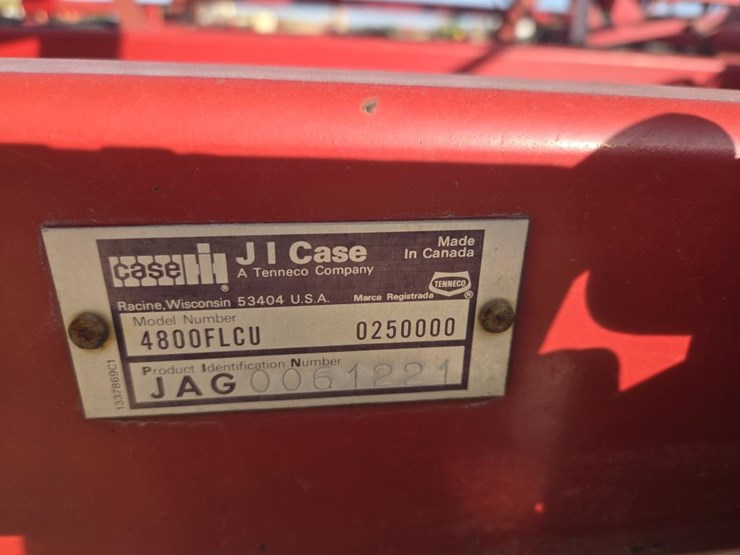 case IH ®
J I Case
A Tenneco Company
Made
In Canada
Racine, Wisconsin 53404 U.S.A.
Marca Registrada
TENNECO ®
Model Number
4800FLCU 0250000
Product Identification Number
JAG0061221
1337869C1